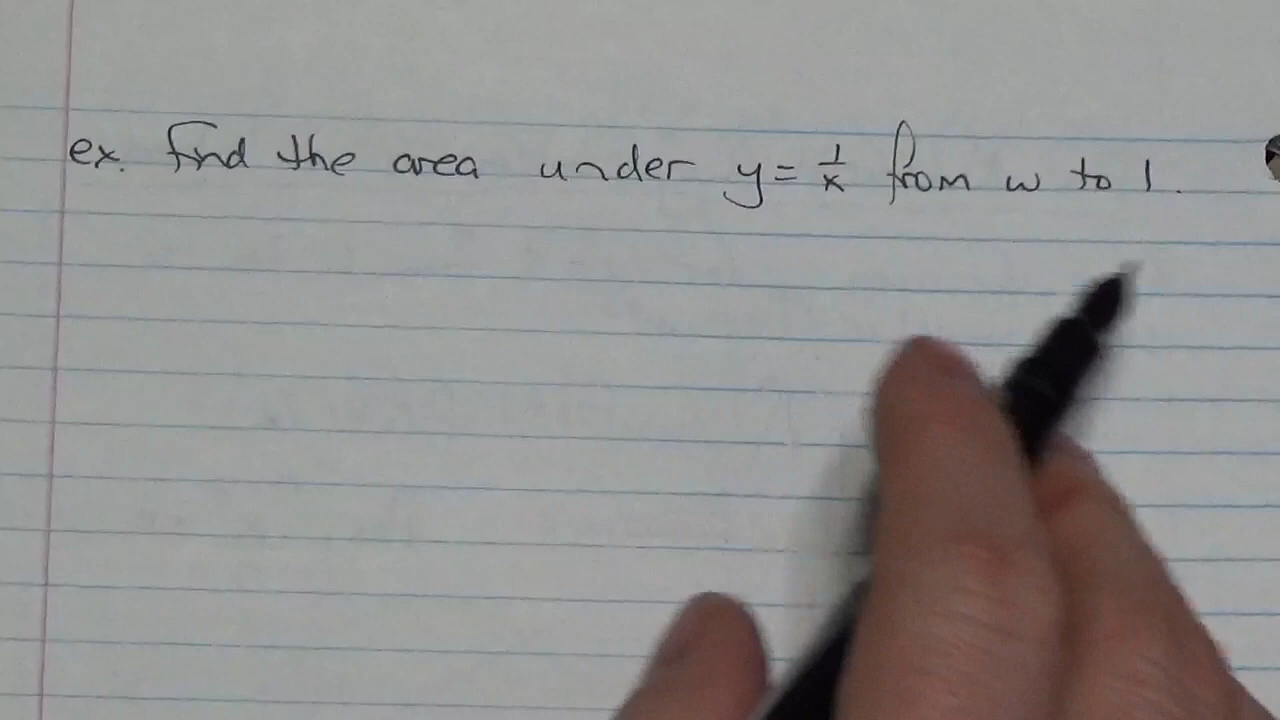 ex. find the area under y = 1/x from w to 1.